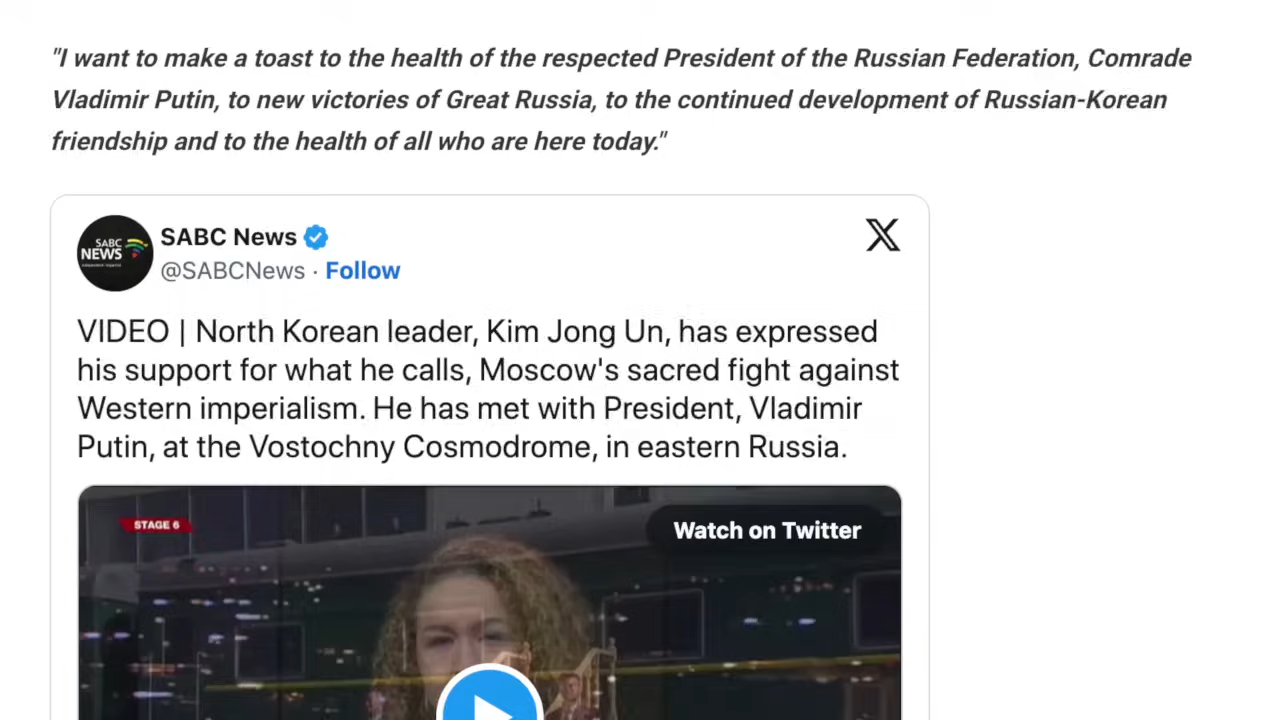 "I want to make a toast to the health of the respected President of the Russian Federation, Comrade
Vladimir Putin, to new victories of Great Russia, to the continued development of Russian-Korean
friendship and to the health of all who are here today."
SABC
NEWS
SABC News
@SABCNews · Follow
VIDEO | North Korean leader, Kim Jong Un, has expressed
his support for what he calls, Moscow's sacred fight against
Western imperialism. He has met with President, Vladimir
Putin, at the Vostochny Cosmodrome, in eastern Russia.
STAGE 6
Watch on Twitter